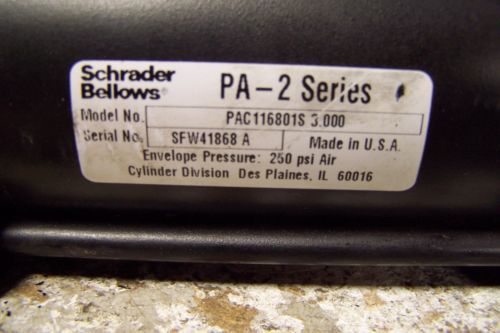 Schrader Bellows® PA-2 Series
Model No. PAC116801S 3.000
Serial No. SFW41868 A Made in U.S.A.
Envelope Pressure: 250 psi Air
Cylinder Division Des Plaines, IL 60016